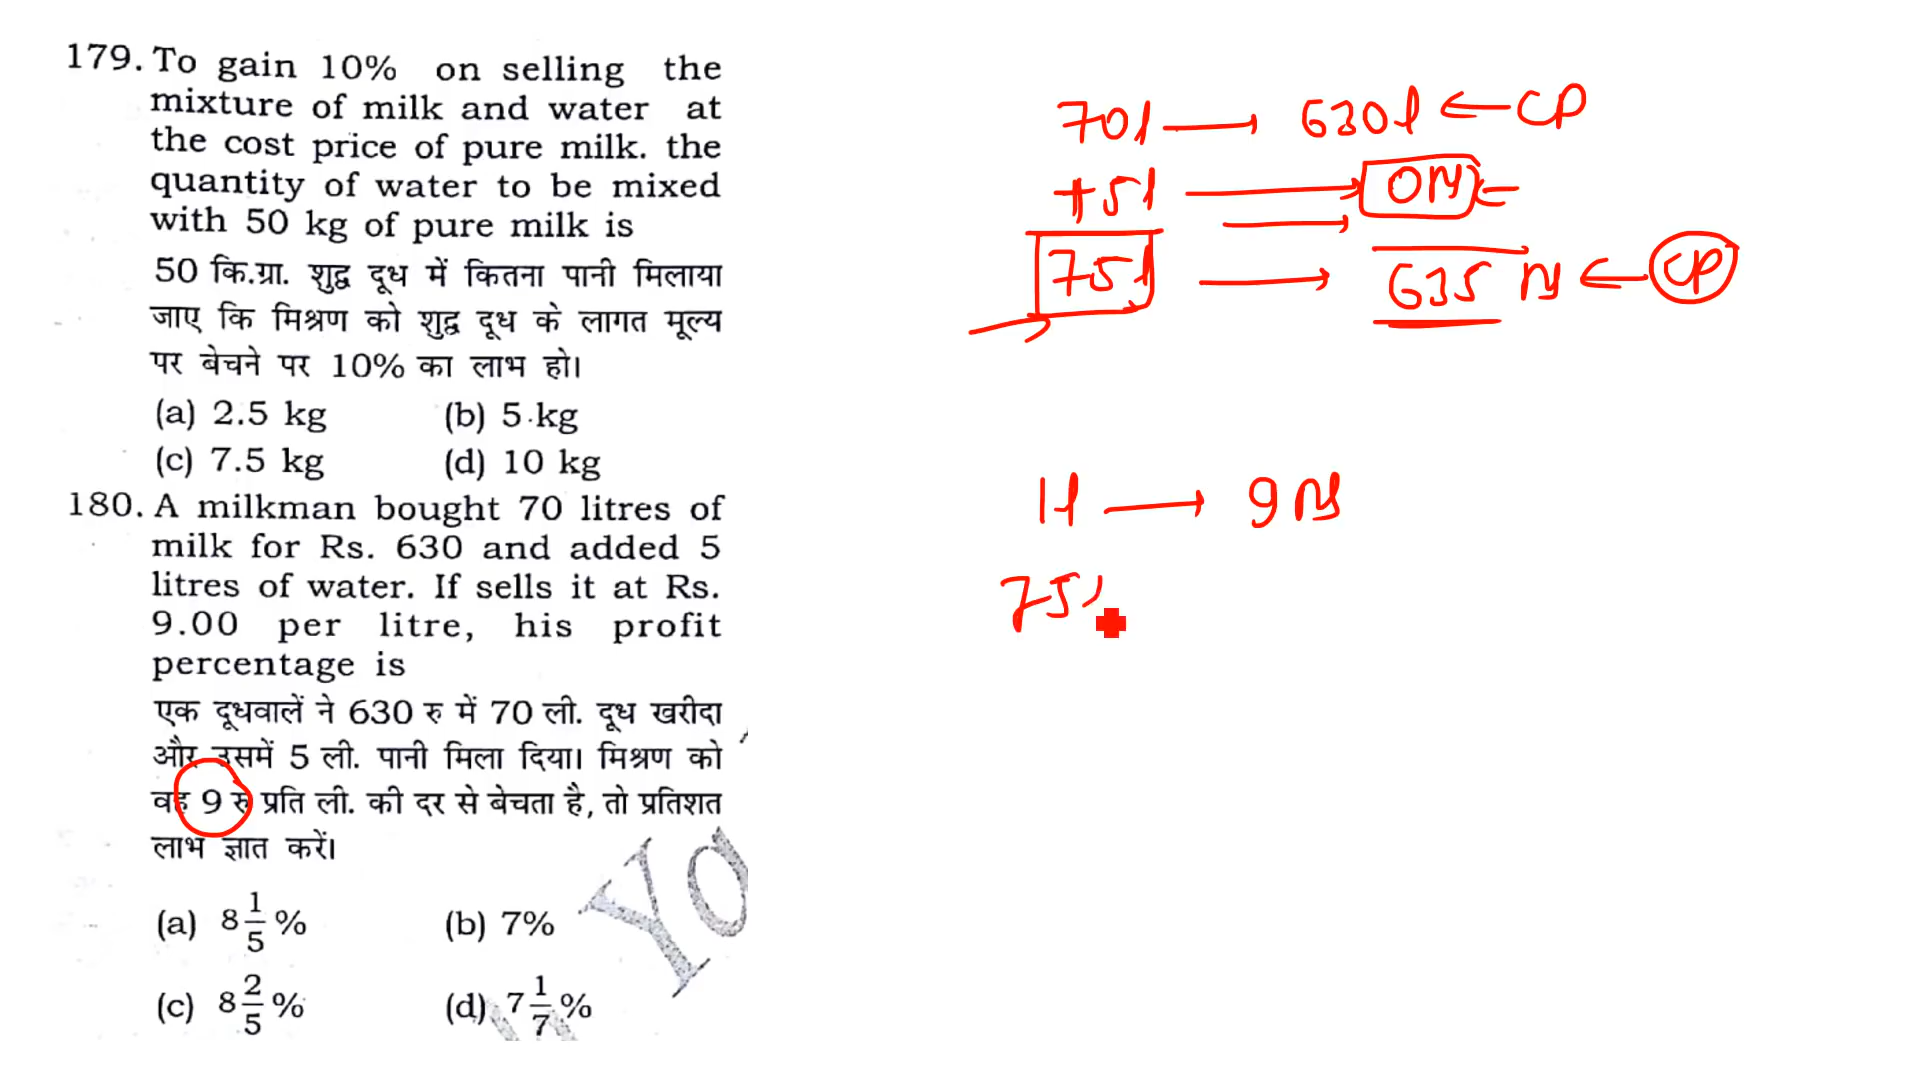 179. To gain 10% on selling the
mixture of milk and water at
the cost price of pure milk. the
quantity of water to be mixed
with 50 kg of pure milk is
50 कि.ग्रा. शुद्ध दूध में कितना पानी मिलाया
जाए कि मिश्रण को शुद्ध दूध के लागत मूल्य
पर बेचने पर 10% का लाभ हो।
(a) 2.5 kg (b) 5 kg
(c) 7.5 kg (d) 10 kg
180. A milkman bought 70 litres of
milk for Rs. 630 and added 5
litres of water. If sells it at Rs.
9.00 per litre, his profit
percentage is
एक दूधवालें ने 630 रु में 70 ली. दूध खरीदा
और उसमें 5 ली. पानी मिला दिया। मिश्रण को
वह 9 रु प्रति ली. की दर से बेचता है, तो प्रतिशत
लाभ ज्ञात करें।
(a) 8 1/5 % (b) 7%
(c) 8 2/5 % (d) 7 1/7 %
Yo
70l → 630l ← CP
+5l → 0 Rs
75l → 635 Rs ← CP
1l → 9 Rs
75l